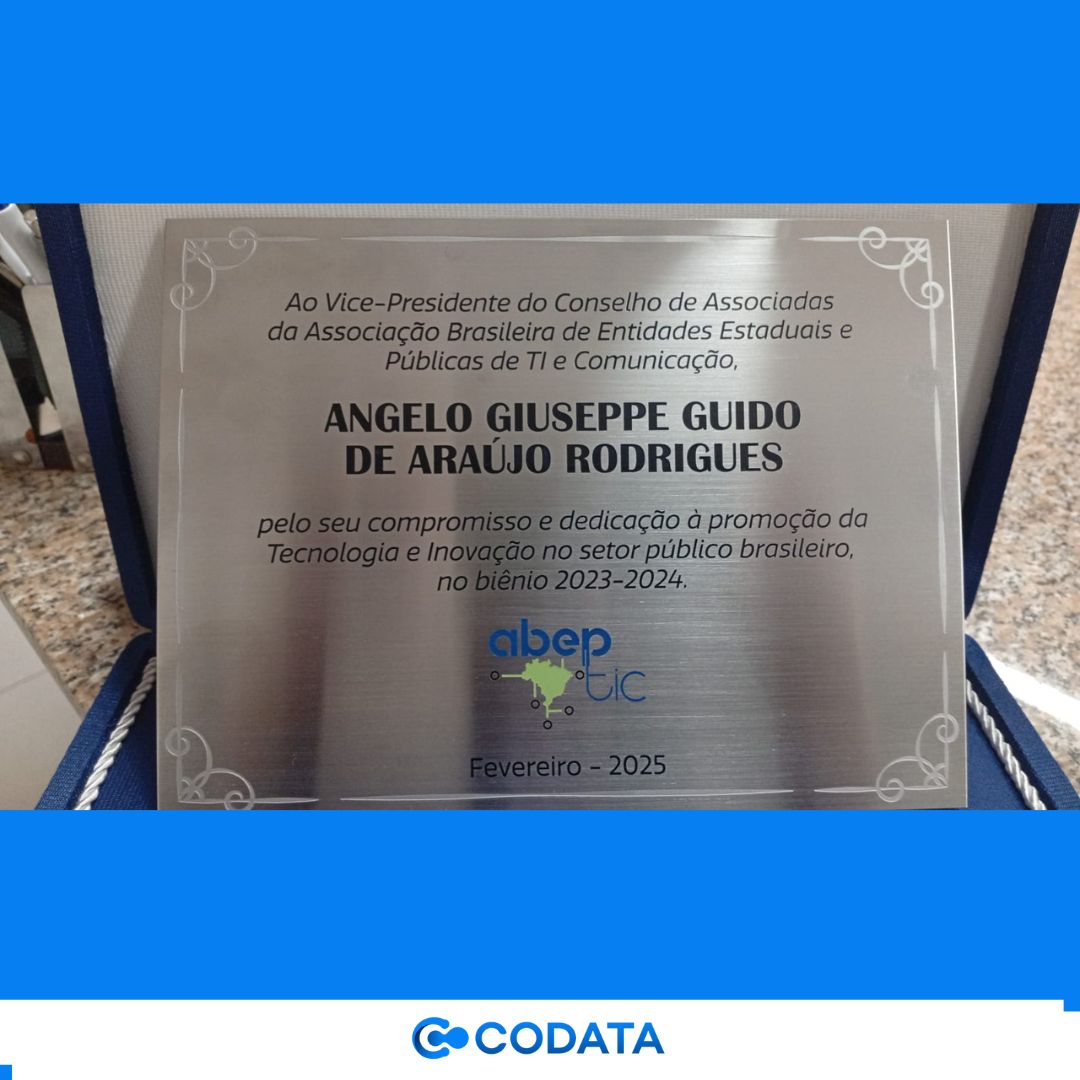 Ao Vice-Presidente do Conselho de Associadas
da Associação Brasileira de Entidades Estaduais e
Públicas de TI e Comunicação,
ANGELO GIUSEPPE GUIDO
DE ARAÚJO RODRIGUES
pelo seu compromisso e dedicação à promoção da
Tecnologia e Inovação no setor público brasileiro,
no biênio 2023-2024.
abep
tic
Fevereiro - 2025
CODATA